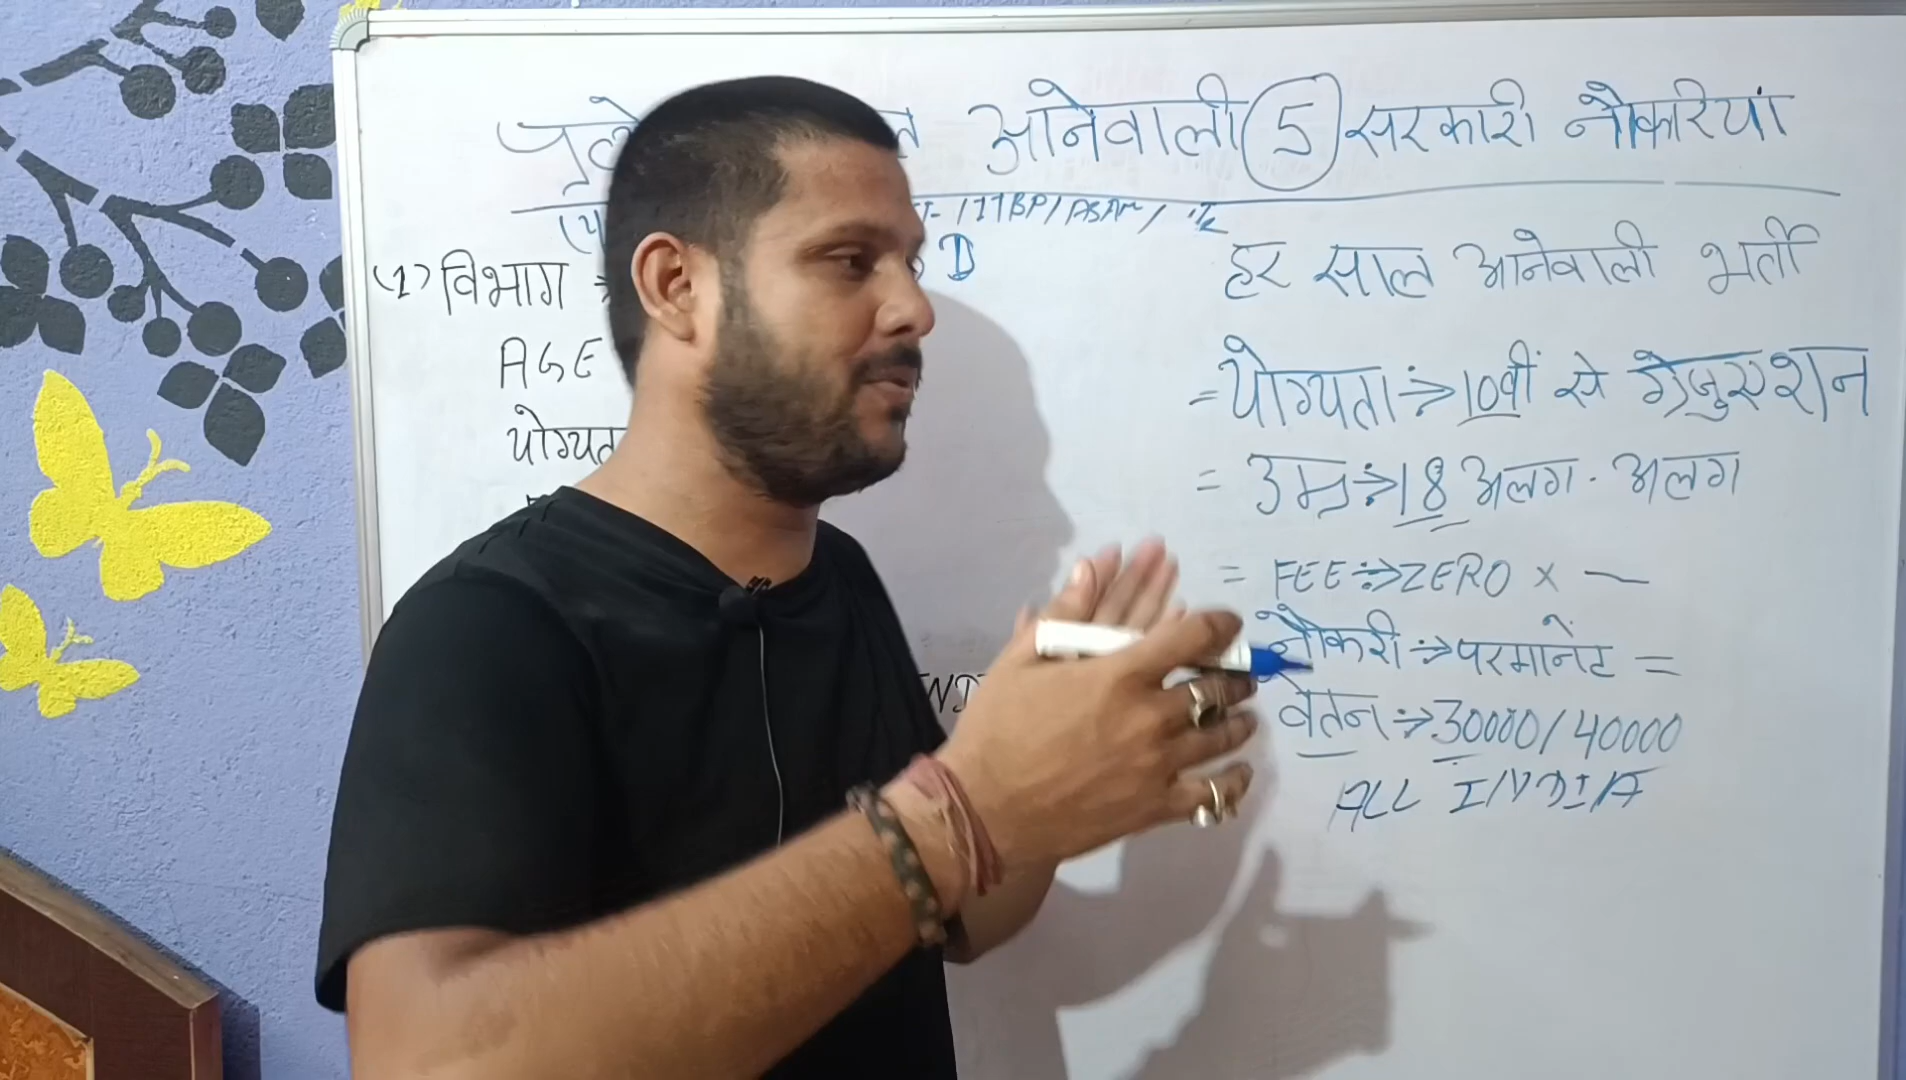 आनेवाली 5 सरकारी नौकरियां
/ITBP/
D
(1) विभाग
AGE
योग्यत
हर साल आनेवाली भर्ती
= योग्यता → 10वीं से ग्रेजुएशन
= उम्र → 18 अलग. अलग
= FEE → ZERO × —
नौकरी → परमानेंट =
वेतन → 30000/40000
ALL INDIA